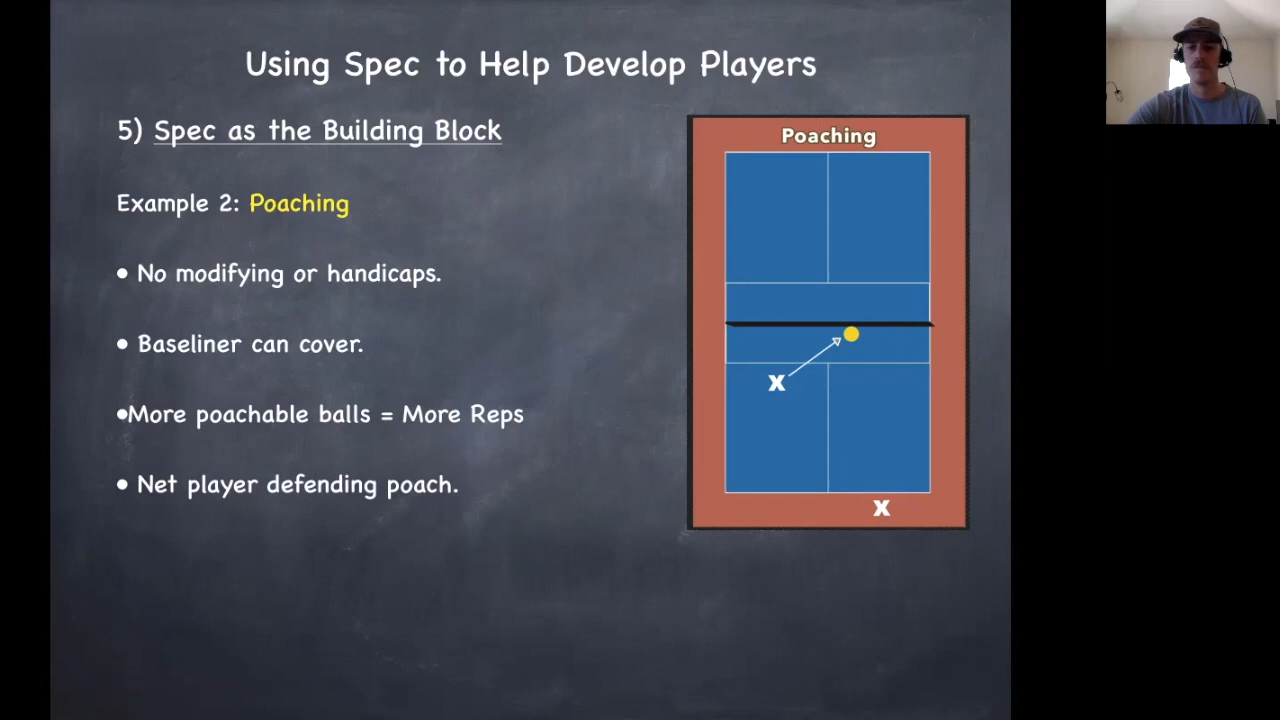 Using Spec to Help Develop Players
5) Spec as the Building Block
Example 2: Poaching
• No modifying or handicaps.
• Baseliner can cover.
•More poachable balls = More Reps
• Net player defending poach.
Poaching
X
X